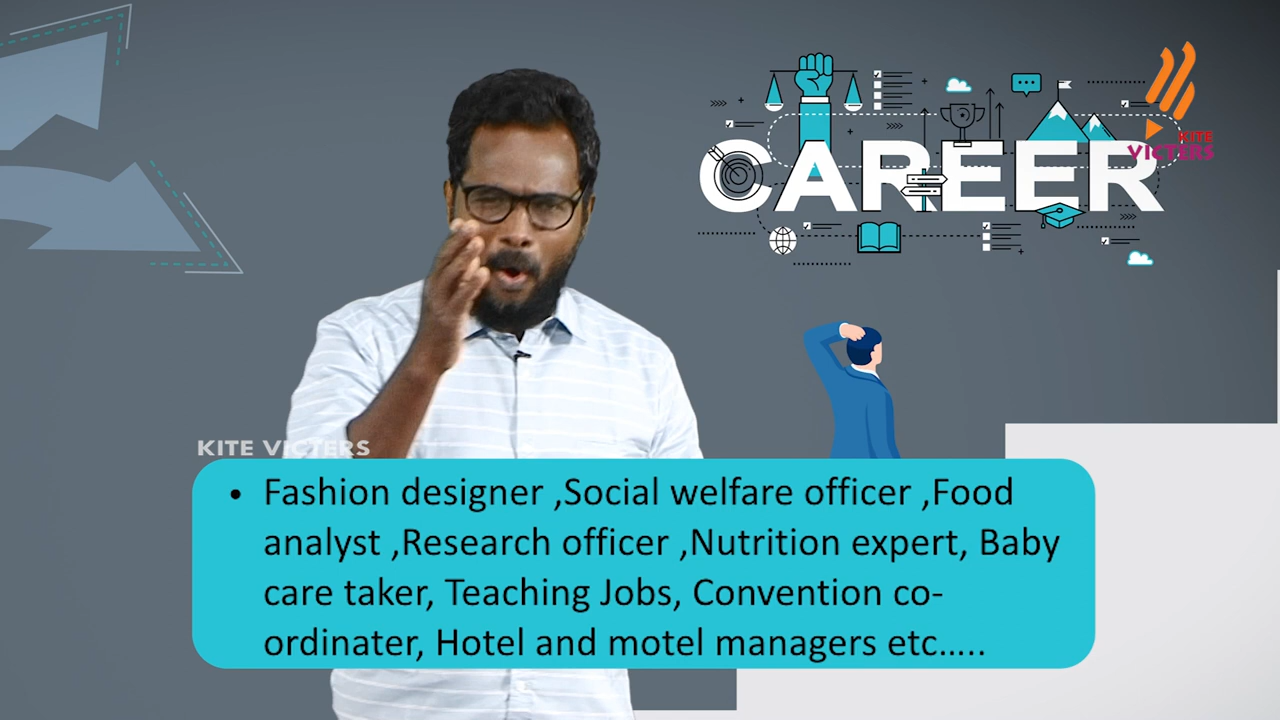 CAREER
KITE
VICTERS
KITE VICTERS
• Fashion designer ,Social welfare officer ,Food
analyst ,Research officer ,Nutrition expert, Baby
care taker, Teaching Jobs, Convention co-
ordinater, Hotel and motel managers etc.....